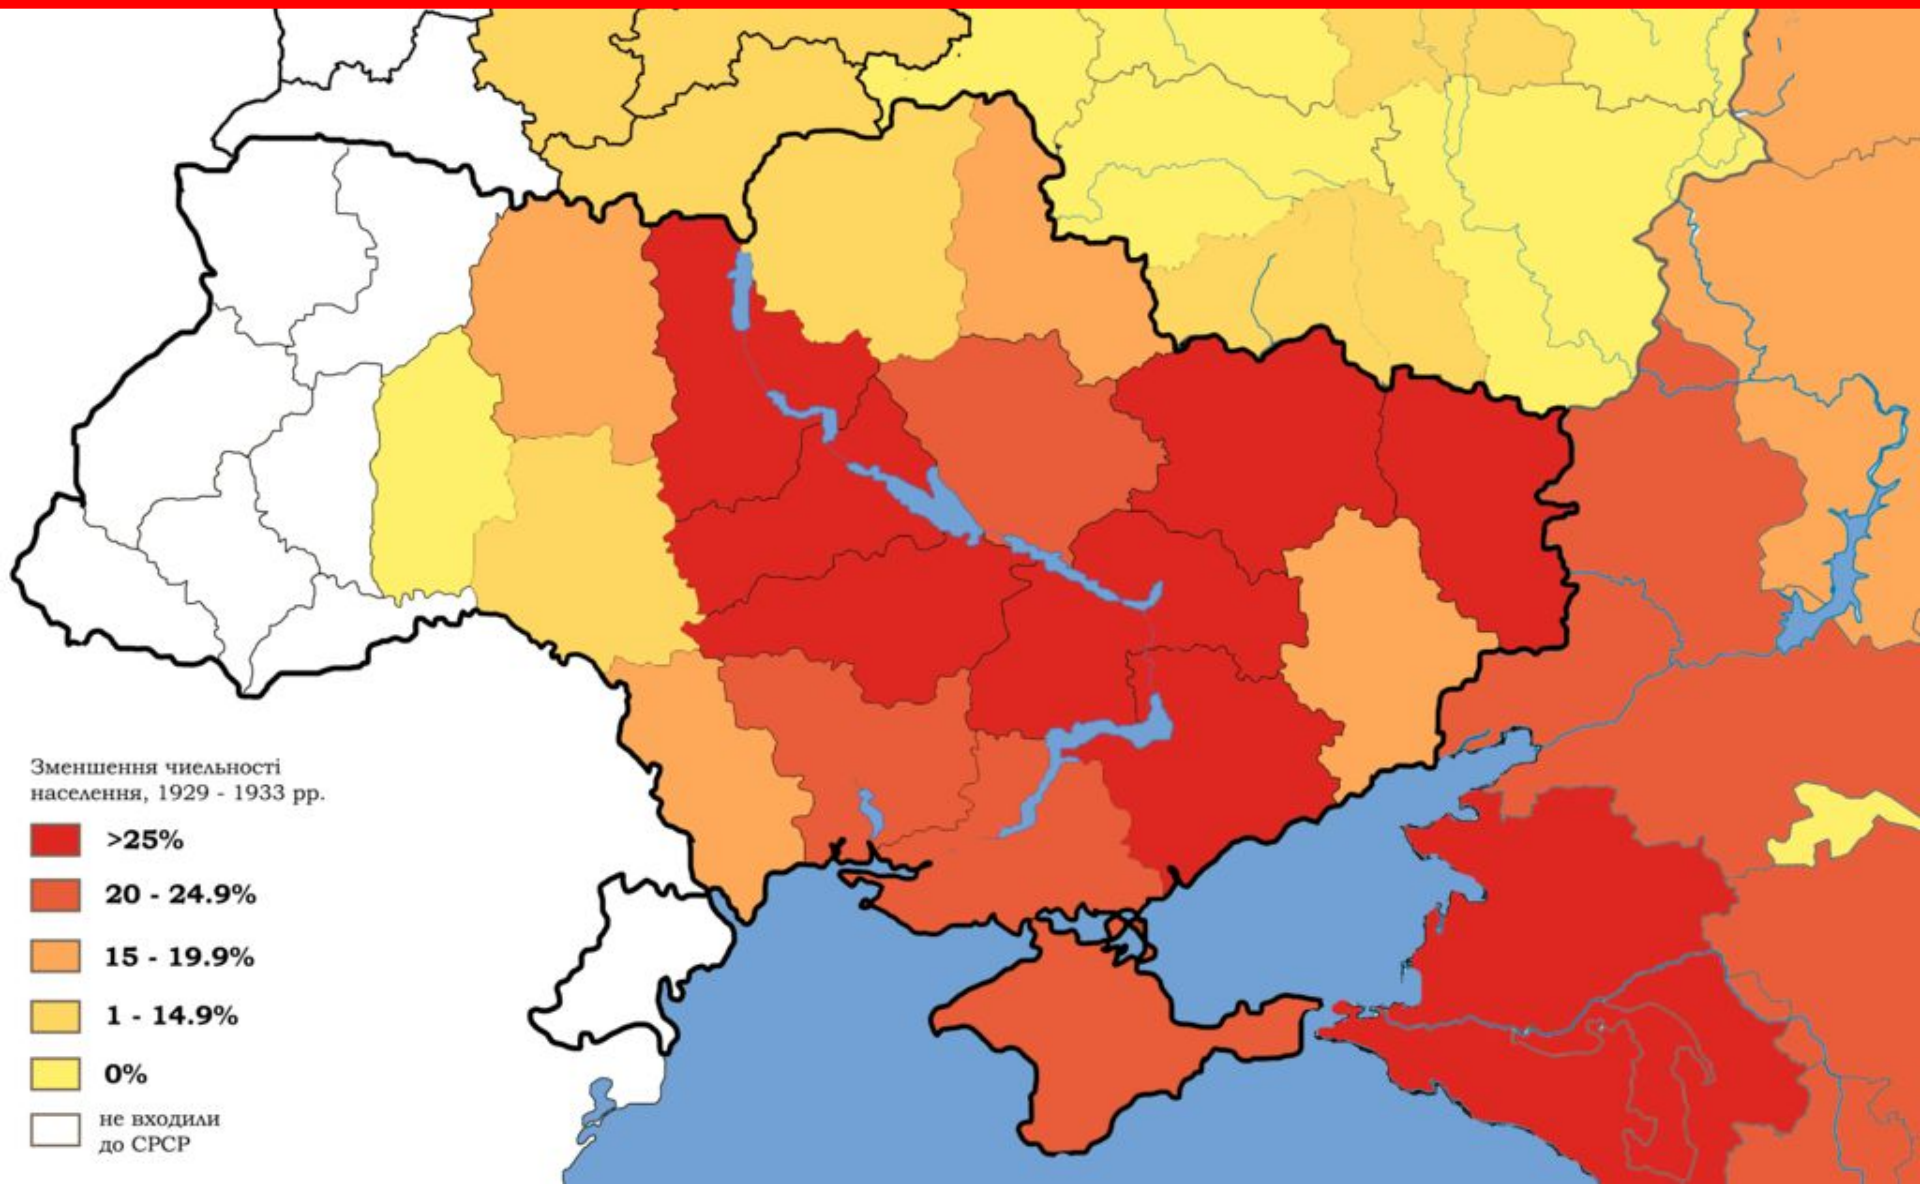 Зменшення чиельності
населення, 1929 - 1933 рр.
>25%
20 - 24.9%
15 - 19.9%
1 - 14.9%
0%
не входили
до СРСР